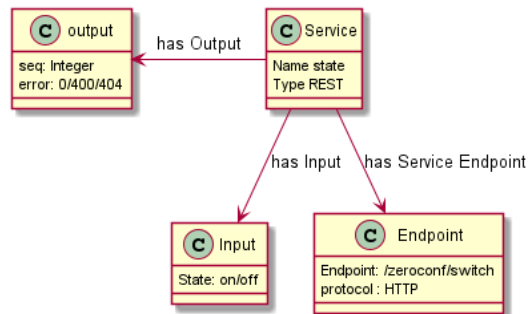 C output
seq: Integer
error: 0/400/404
has Output
C Service
Name state
Type REST
has Input
has Service Endpoint
C Input
State: on/off
C Endpoint
Endpoint: /zeroconf/switch
protocol : HTTP